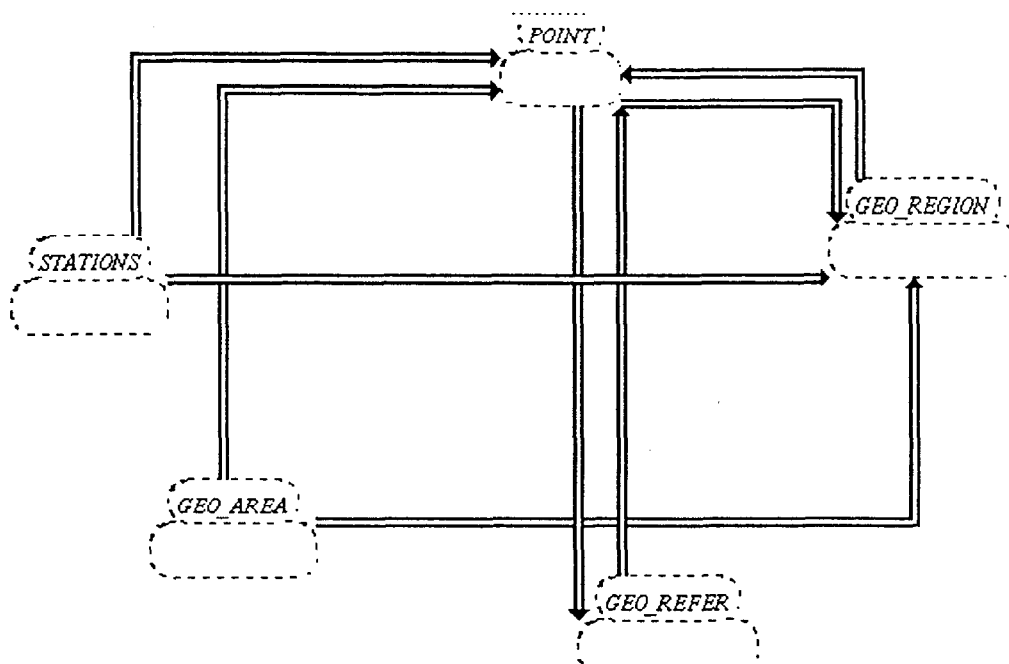 POINT
GEO_REGION
STATIONS
GEO_AREA
GEO_REFER